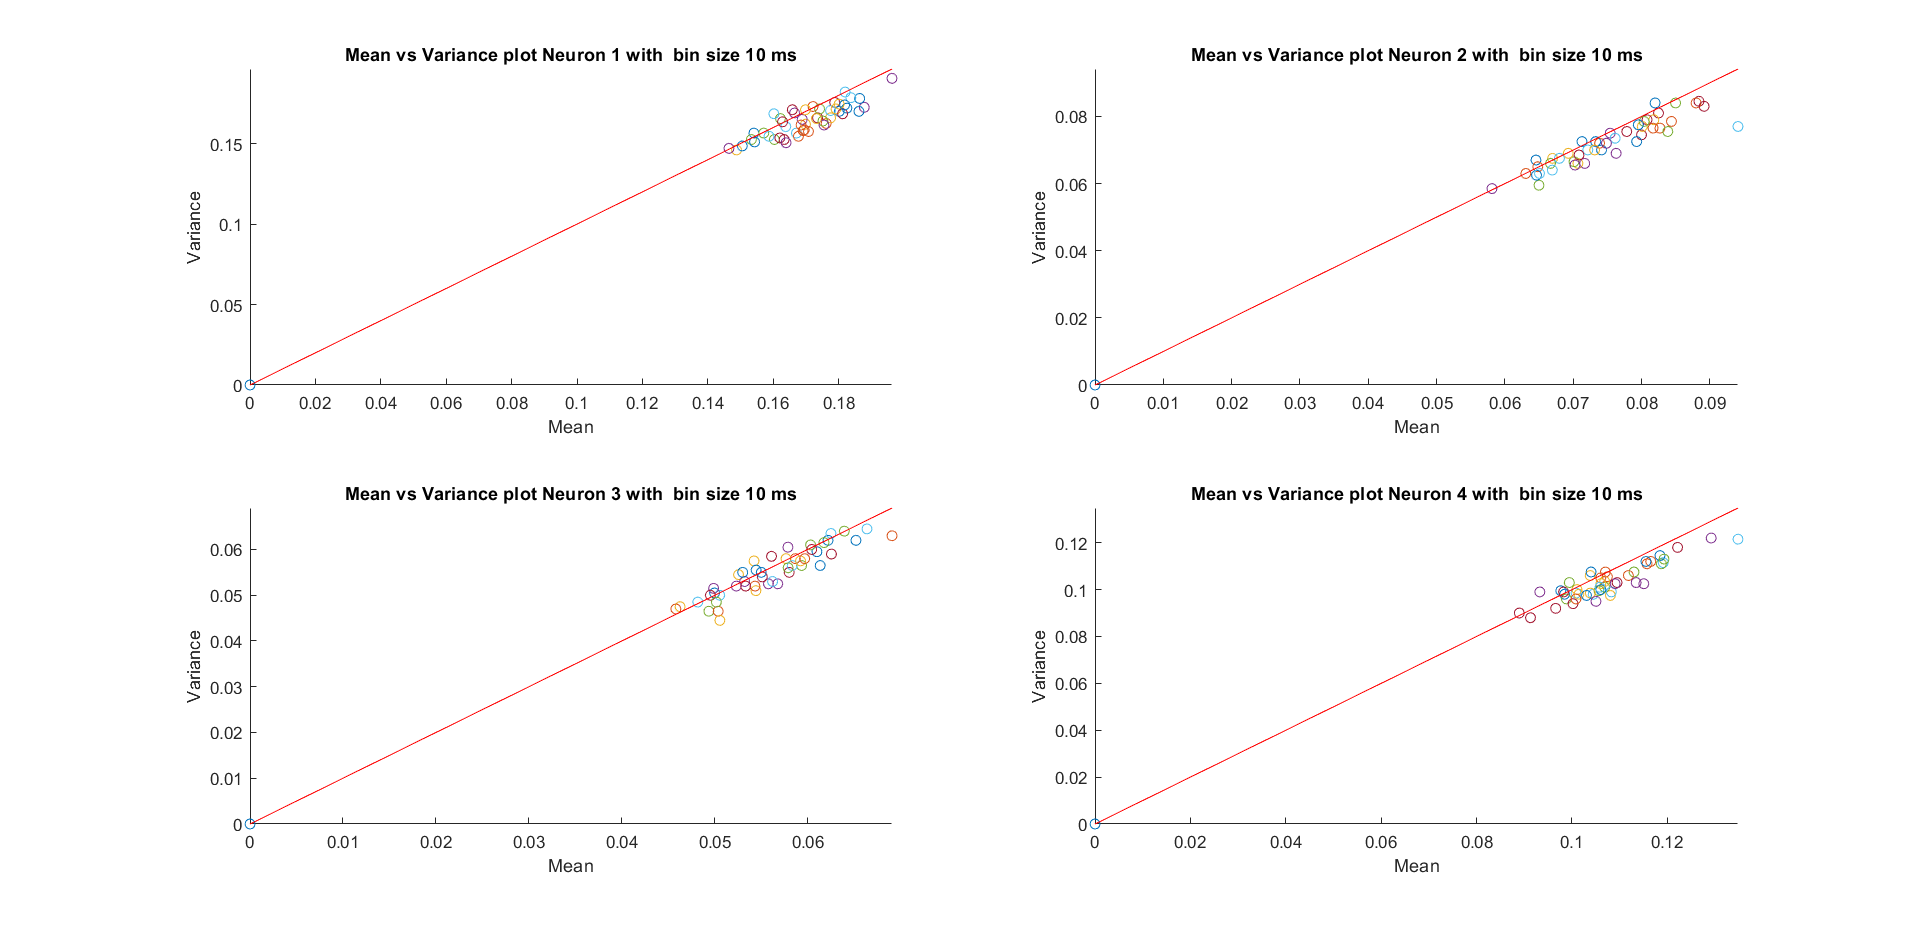 Mean vs Variance plot Neuron 1 with  bin size 10 ms
Variance
0.15
0.1
0.05
0
0 0.02 0.04 0.06 0.08 0.1 0.12 0.14 0.16 0.18
Mean
Mean vs Variance plot Neuron 2 with  bin size 10 ms
Variance
0.08
0.06
0.04
0.02
0
0 0.01 0.02 0.03 0.04 0.05 0.06 0.07 0.08 0.09
Mean
Mean vs Variance plot Neuron 3 with  bin size 10 ms
Variance
0.06
0.05
0.04
0.03
0.02
0.01
0
0 0.01 0.02 0.03 0.04 0.05 0.06
Mean
Mean vs Variance plot Neuron 4 with  bin size 10 ms
Variance
0.12
0.1
0.08
0.06
0.04
0.02
0
0 0.02 0.04 0.06 0.08 0.1 0.12
Mean